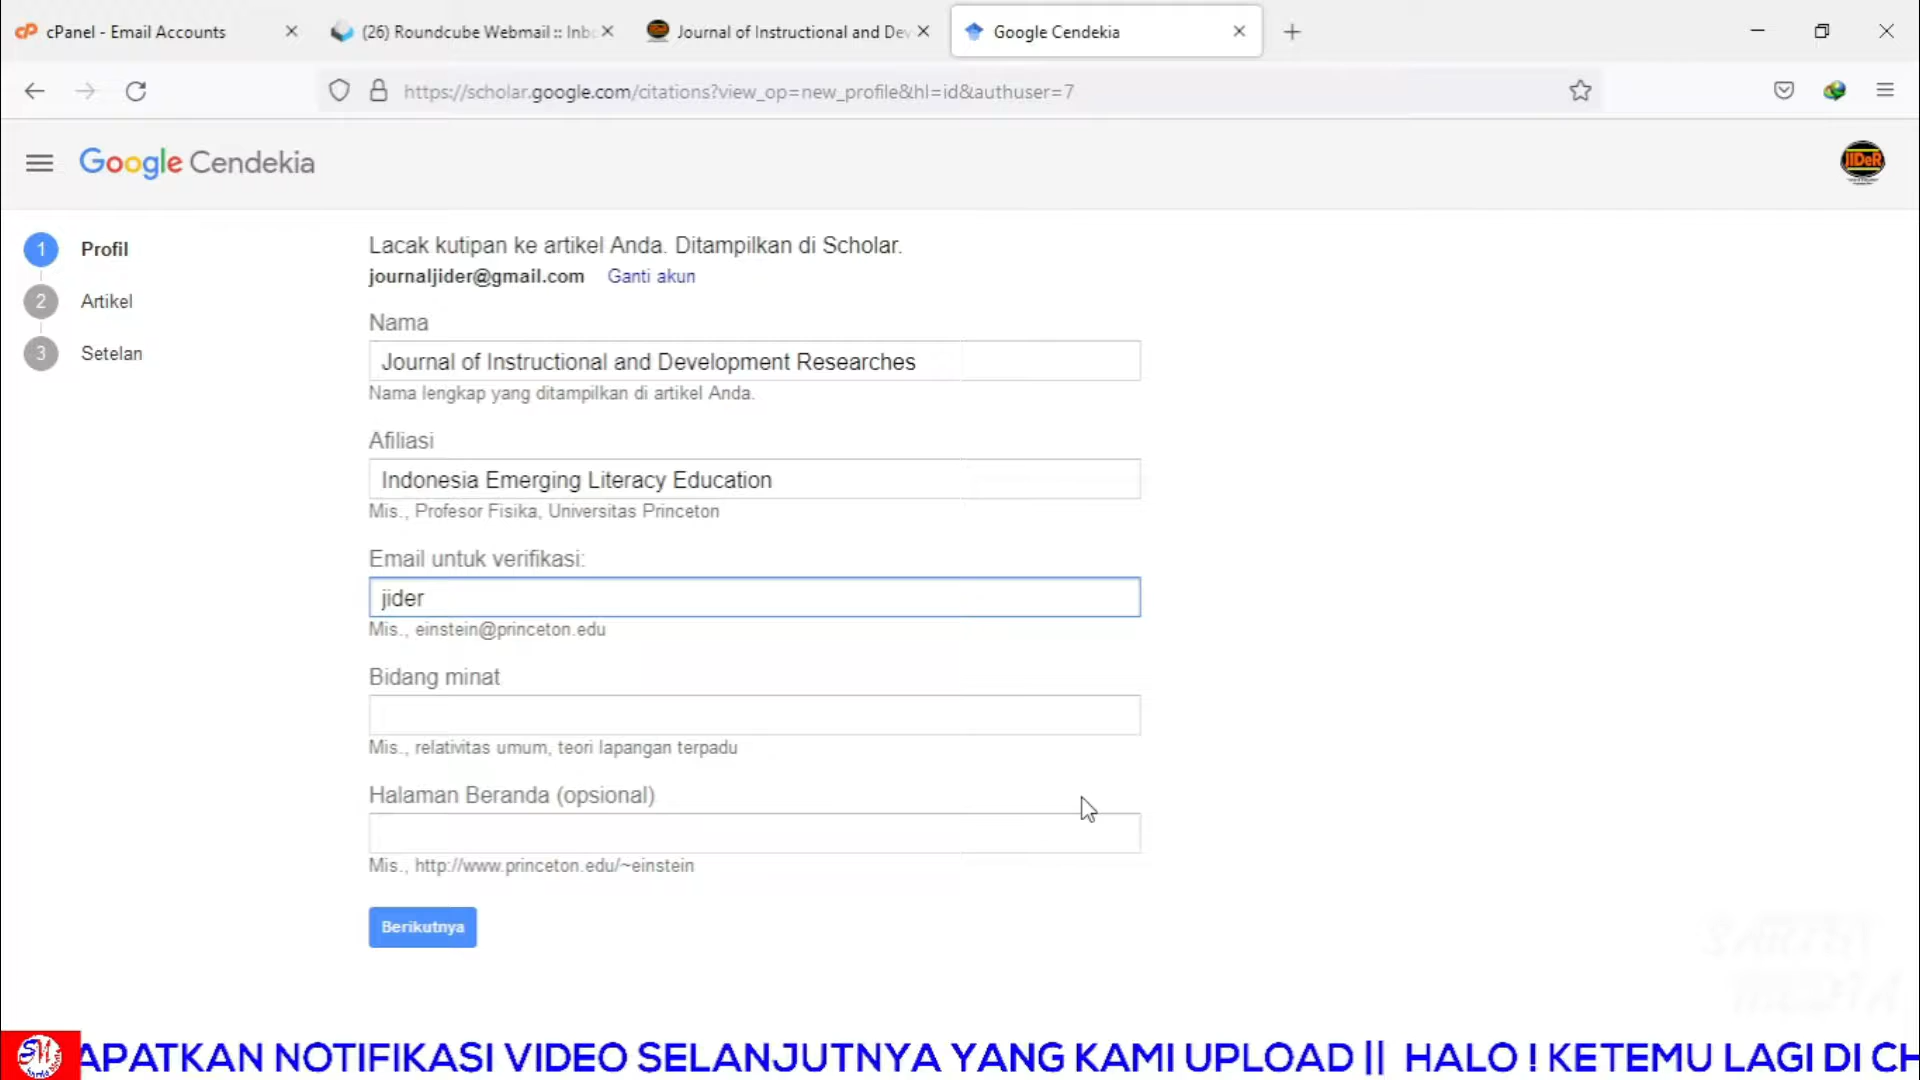 cPanel - Email Accounts
(26) Roundcube Webmail :: Inb
Journal of Instructional and Dev
Google Cendekia
https://scholar.google.com/citations?view_op=new_profile&hl=id&authuser=7
Google Cendekia
JIDeR
1 Profil
2 Artikel
3 Setelan
Lacak kutipan ke artikel Anda. Ditampilkan di Scholar.
journaljider@gmail.com Ganti akun
Nama
Journal of Instructional and Development Researches
Nama lengkap yang ditampilkan di artikel Anda.
Afiliasi
Indonesia Emerging Literacy Education
Mis., Profesor Fisika, Universitas Princeton
Email untuk verifikasi:
jider
Mis., einstein@princeton.edu
Bidang minat
Mis., relativitas umum, teori lapangan terpadu
Halaman Beranda (opsional)
Mis., http://www.princeton.edu/~einstein
Berikutnya
APATKAN NOTIFIKASI VIDEO SELANJUTNYA YANG KAMI UPLOAD || HALO ! KETEMU LAGI DI CH